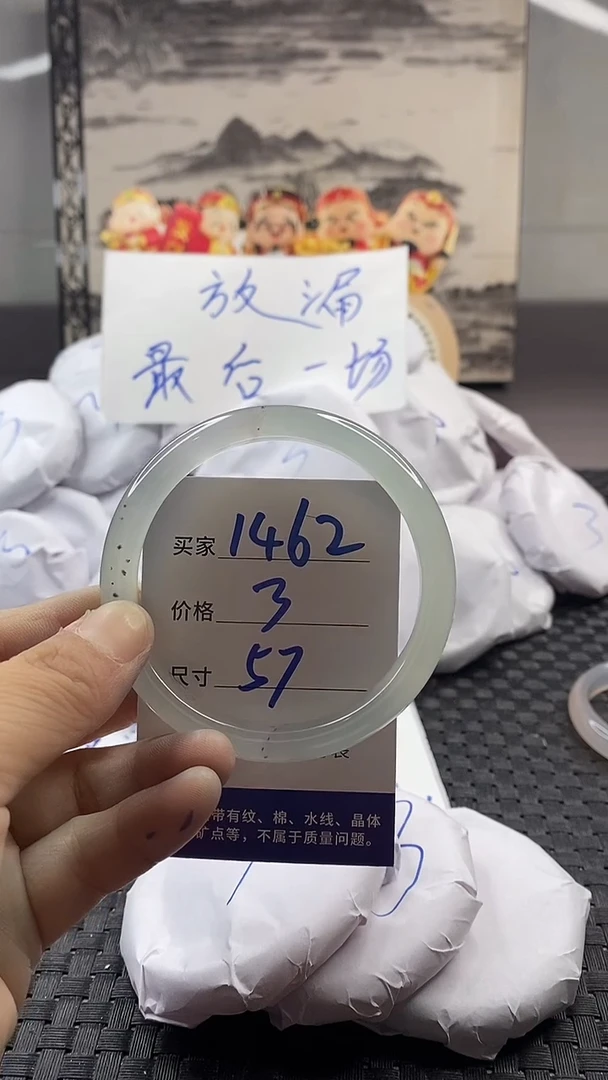 放漏
最后一场
买家 1462
价格 3
尺寸 57
带有纹、棉、水线、晶体
矿点等，不属于质量问题。
3